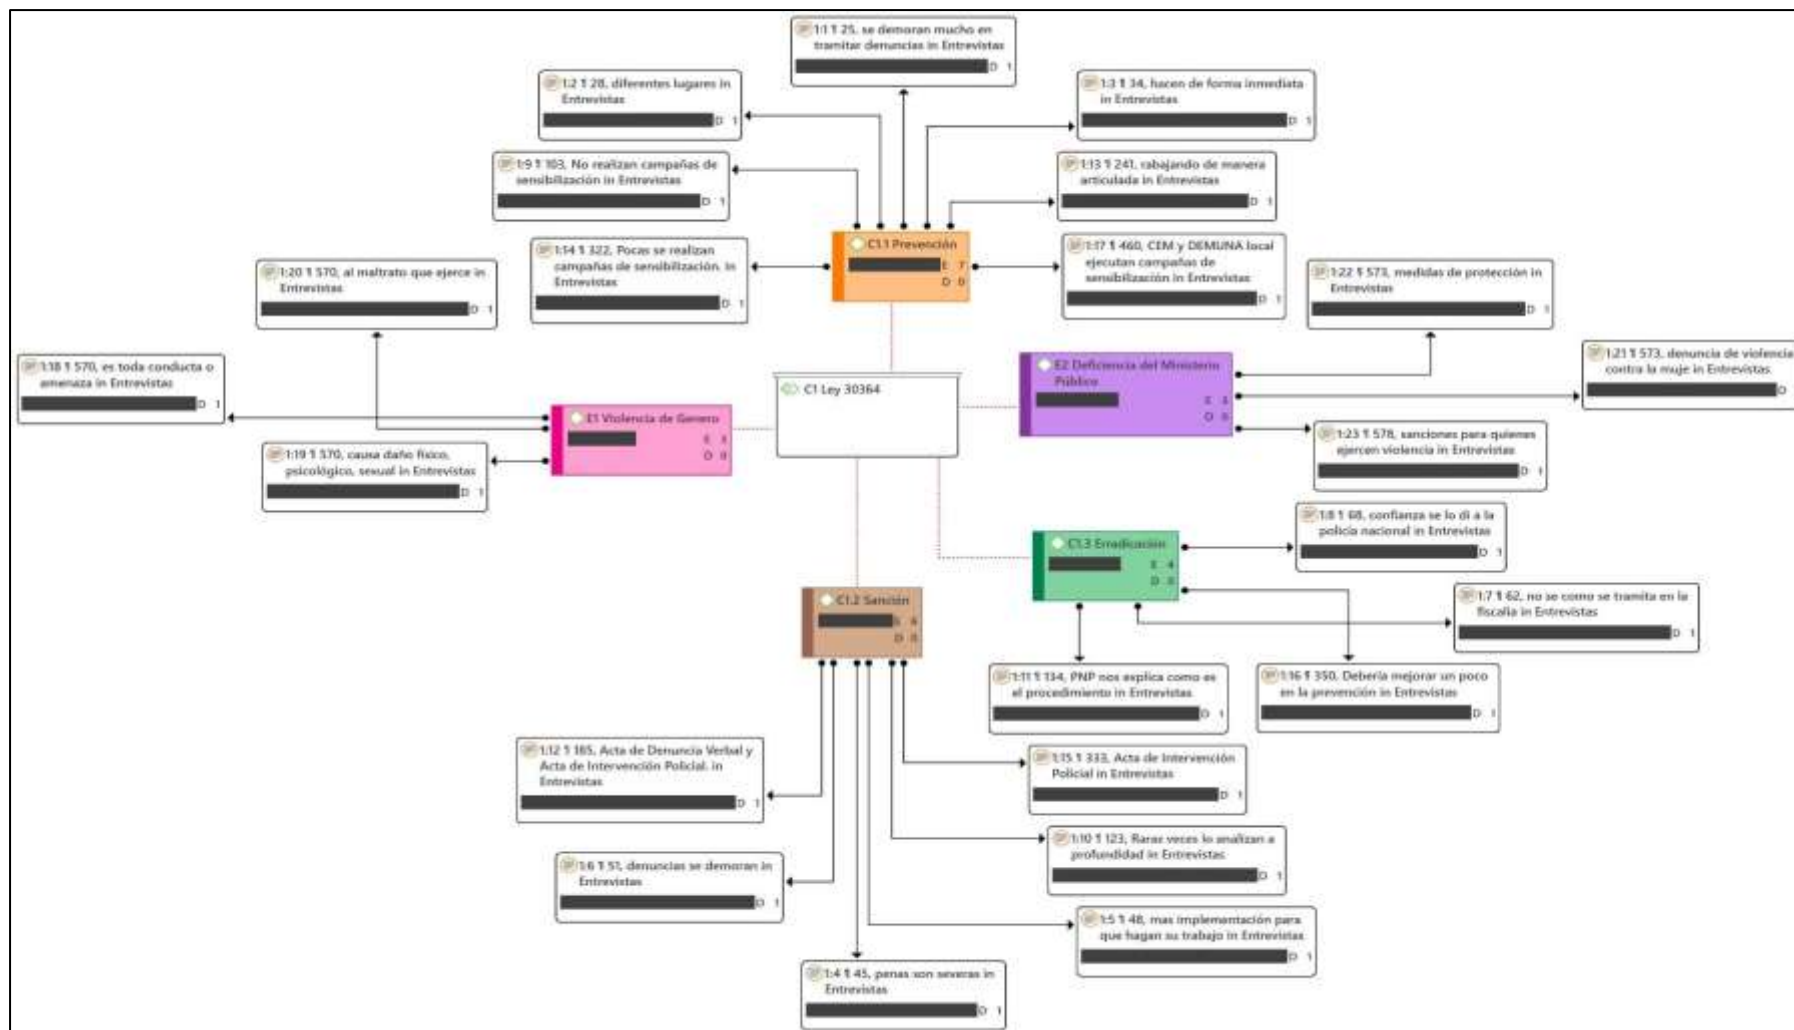 1:1 ¶ 25, se demoran mucho en
tramitar denuncias in Entrevistas
D 1
1:2 ¶ 28, diferentes lugares in
Entrevistas
D 1
1:3 ¶ 34, hacen de forma inmediata
in Entrevistas
D 1
1:9 ¶ 103, No realizan campañas de
sensibilización in Entrevistas
D 1
1:13 ¶ 241, rabajando de manera
articulada in Entrevistas
D 1
C1.1 Prevención
E 7
D 0
1:14 ¶ 322, Pocas se realizan
campañas de sensibilización. in
Entrevistas
D 1
1:17 ¶ 460, CEM y DEMUNA local
ejecutan campañas de
sensibilización in Entrevistas
D 1
1:20 ¶ 570, al maltrato que ejerce in
Entrevistas
D 1
1:22 ¶ 573, medidas de protección in
Entrevistas
D 1
1:18 ¶ 570, es toda conducta o
amenaza in Entrevistas
D 1
E2 Deficiencia del Ministerio
Público
E 3
D 0
1:21 ¶ 573, denuncia de violencia
contra la muje in Entrevistas
D
C1 Ley 30364
E1 Violencia de Genero
E 3
D 0
1:19 ¶ 570, causa daño físico,
psicológico, sexual in Entrevistas
D 1
1:23 ¶ 578, sanciones para quienes
ejercen violencia in Entrevistas
D 1
1:8 ¶ 68, confianza se lo di a la
policía nacional in Entrevistas
D 1
C1.3 Erradicación
E 4
D 0
1:7 ¶ 62, no se como se tramita en la
fiscalia in Entrevistas
D 1
C1.2 Sanción
E 6
D 0
1:11 ¶ 134, PNP nos explica como es
el procedimiento in Entrevistas
D 1
1:16 ¶ 350, Debería mejorar un poco
en la prevención in Entrevistas
D 1
1:12 ¶ 185, Acta de Denuncia Verbal y
Acta de Intervención Policial. in
Entrevistas
D 1
1:15 ¶ 333, Acta de Intervención
Policial in Entrevistas
D 1
1:10 ¶ 123, Raras veces lo analizan a
profundidad in Entrevistas
D 1
1:6 ¶ 51, denuncias se demoran in
Entrevistas
D 1
1:5 ¶ 48, mas implementación para
que hagan su trabajo in Entrevistas
D 1
1:4 ¶ 45, penas son severas in
Entrevistas
D 1